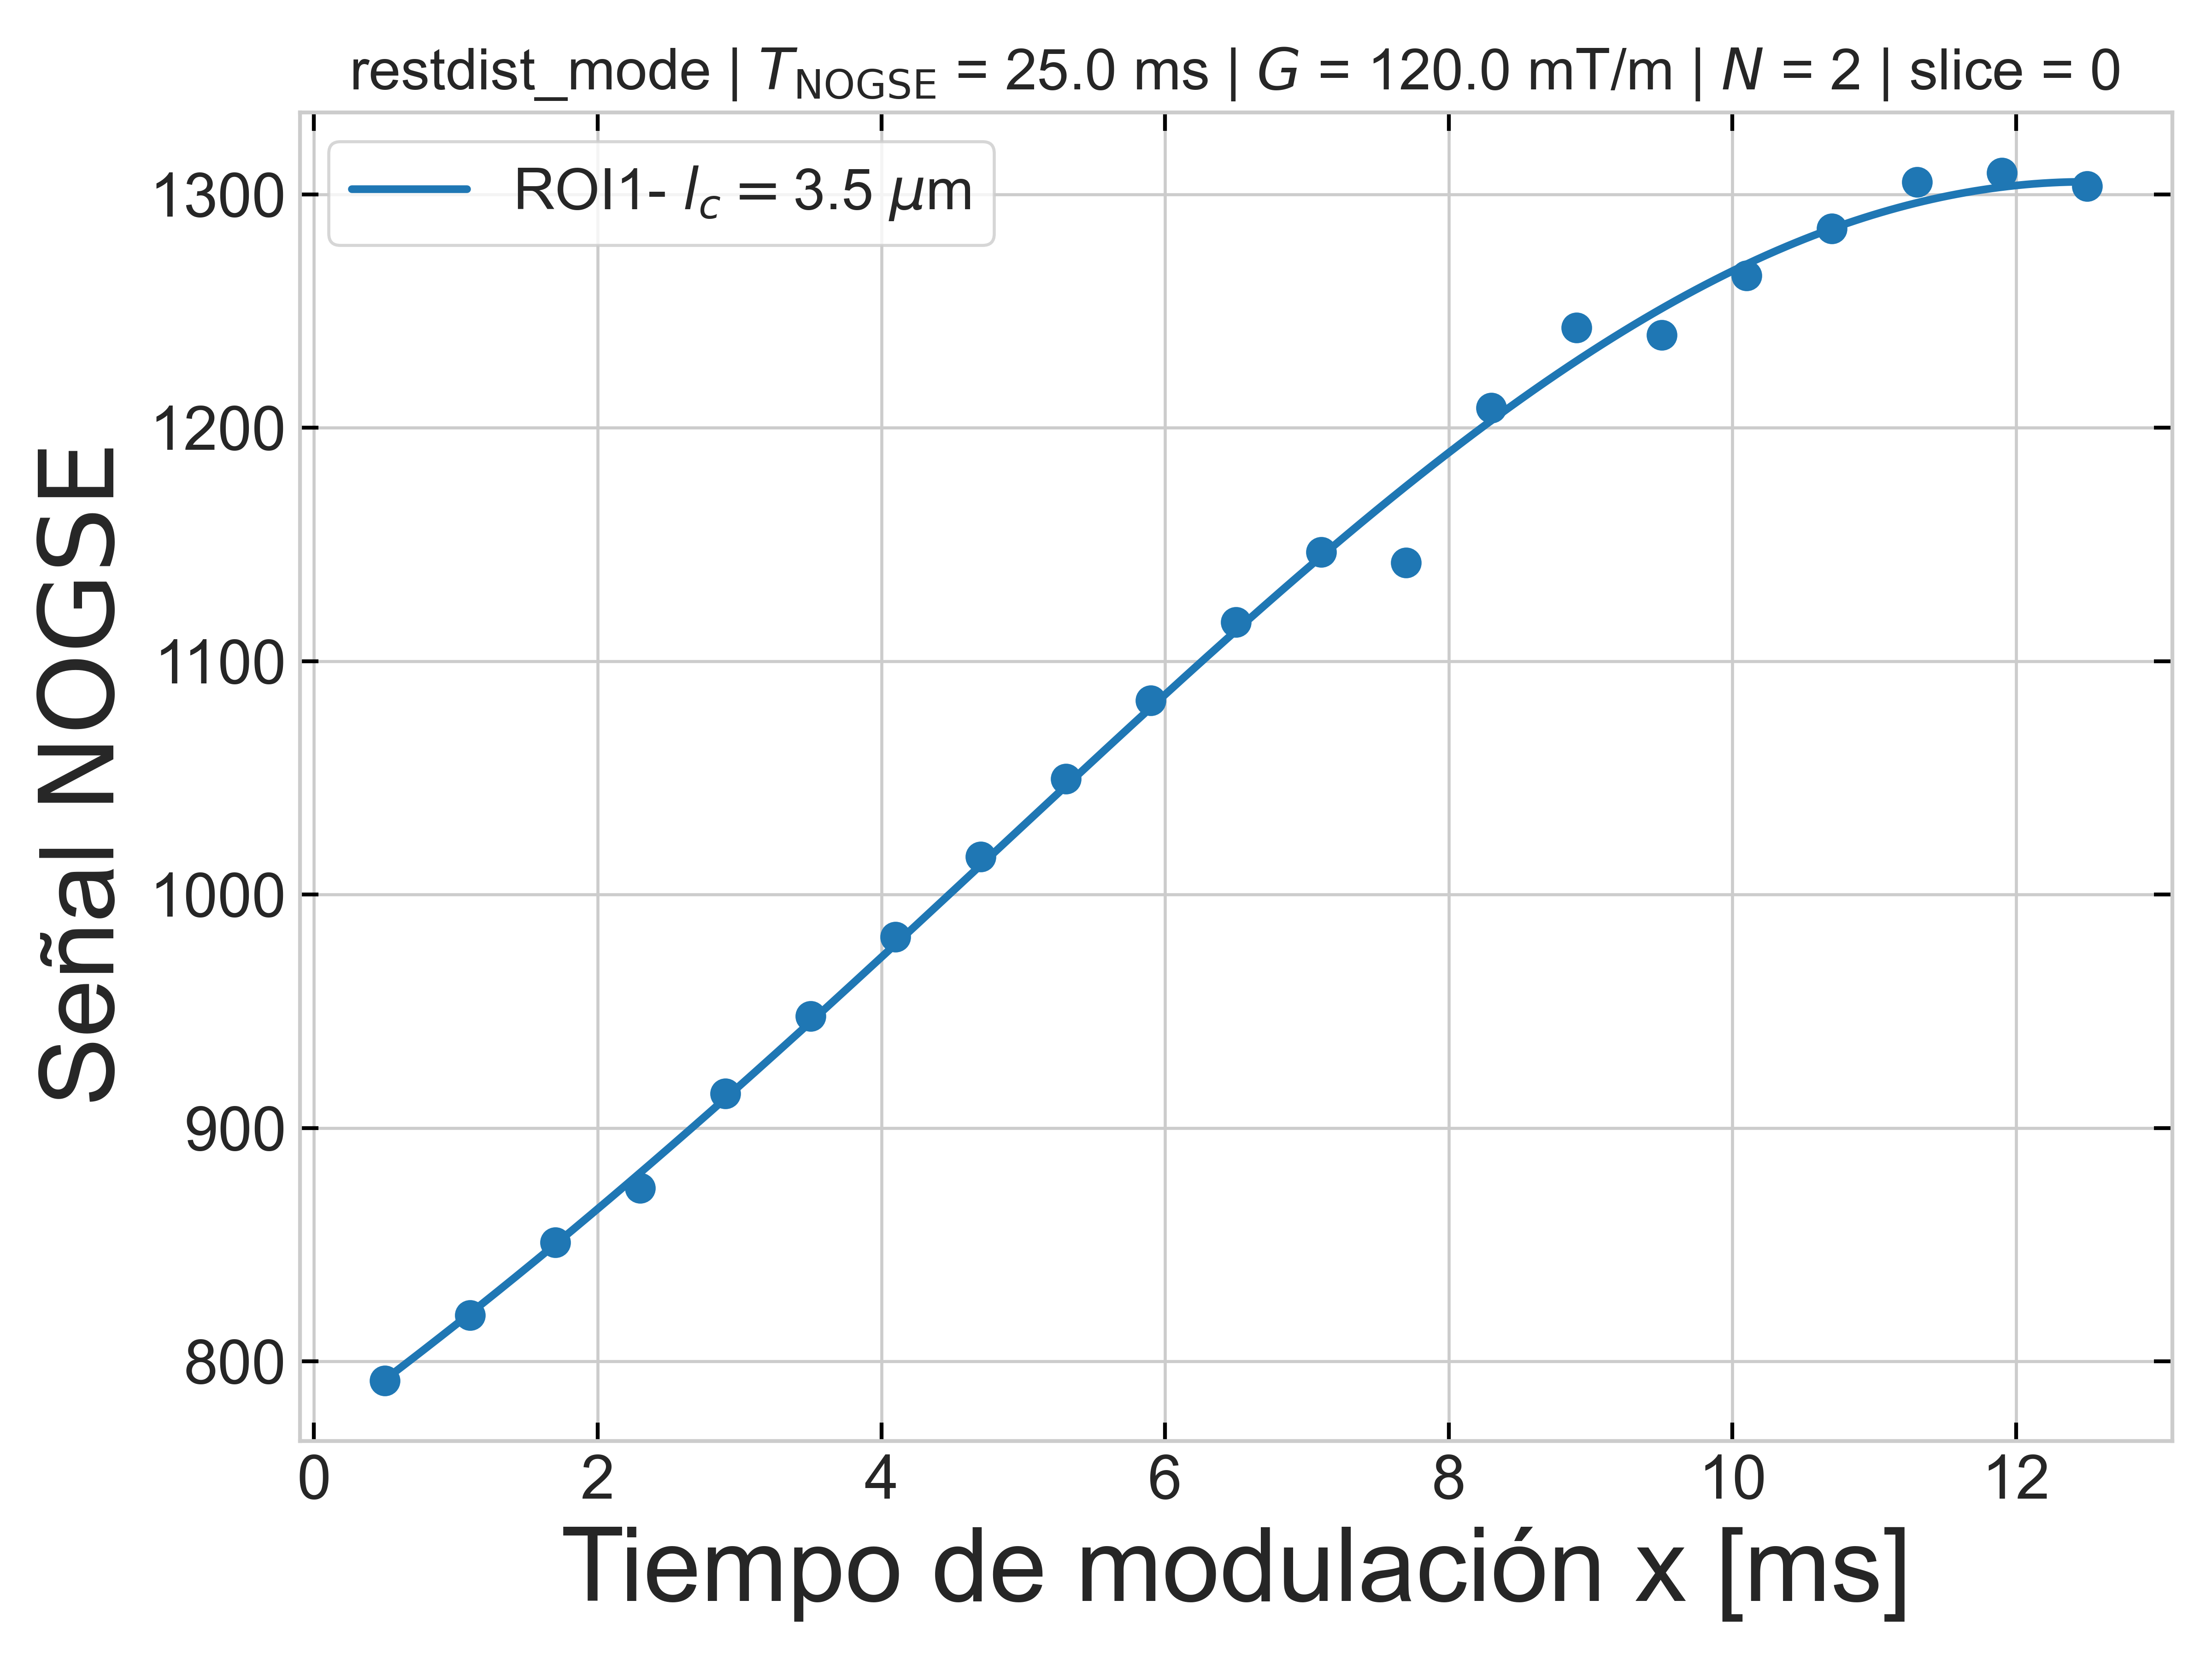 restdist_mode | T_NOGSE = 25.0 ms | G = 120.0 mT/m | N = 2 | slice = 0
ROI1- l_c = 3.5 μm
1300
1200
1100
1000
900
800
Señal NOGSE
0 2 4 6 8 10 12
Tiempo de modulación x [ms]